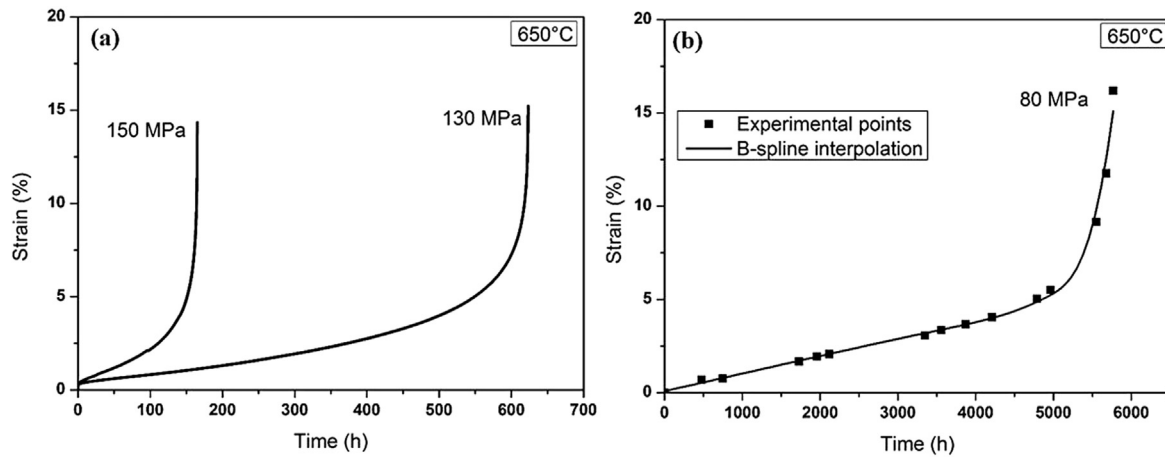 (a)
650°C
150 MPa
130 MPa
Strain (%)
20
15
10
5
0
0 100 200 300 400 500 600 700
Time (h)
(b)
650°C
80 MPa
Experimental points
B-spline interpolation
Strain (%)
20
15
10
5
0
0 1000 2000 3000 4000 5000 6000
Time (h)